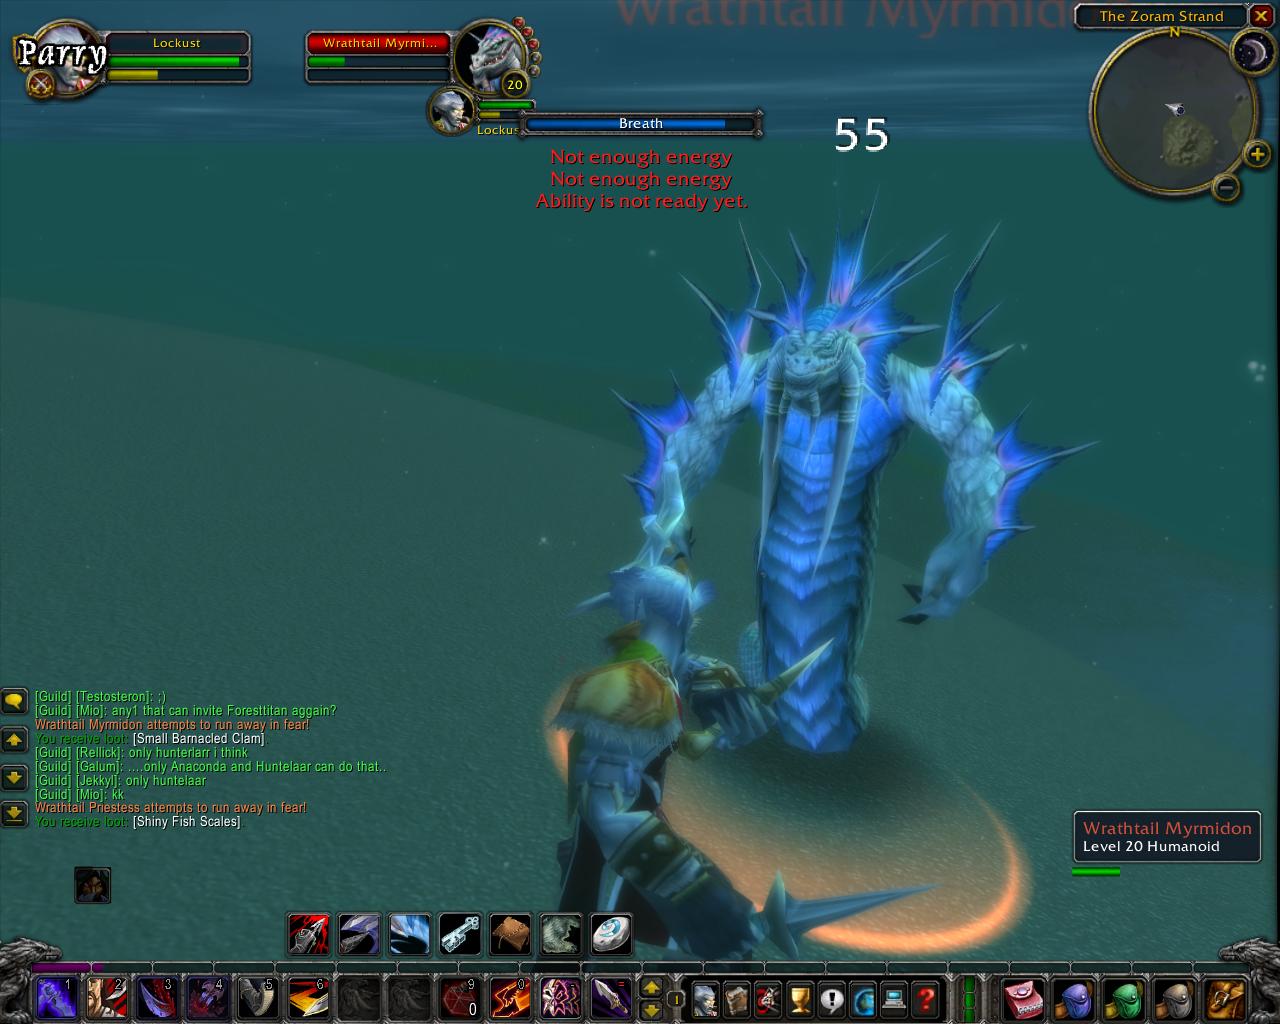 Wrathtail Myrmid
The Zoram Strand
N
Parry
Lockust
Wrathtail Myrmi...
20
Lockus
Breath
55
Not enough energy
Not enough energy
Ability is not ready yet.
[Guild] [Testosteron]: ;)
[Guild] [Mio]: any1 that can invite Foresttitan aggain?
Wrathtail Myrmidon attempts to run away in fear!
You receive loot: [Small Barnacled Clam].
[Guild] [Rellick]: only hunterlarr i think
[Guild] [Galum]: ....only Anaconda and Huntelaar can do that..
[Guild] [Jekkyl]: only huntelaar
[Guild] [Mio]: kk
Wrathtail Priestess attempts to run away in fear!
You receive loot: [Shiny Fish Scales].
Wrathtail Myrmidon
Level 20 Humanoid
1 2 3 4 5 6 9 0 - = 1
0